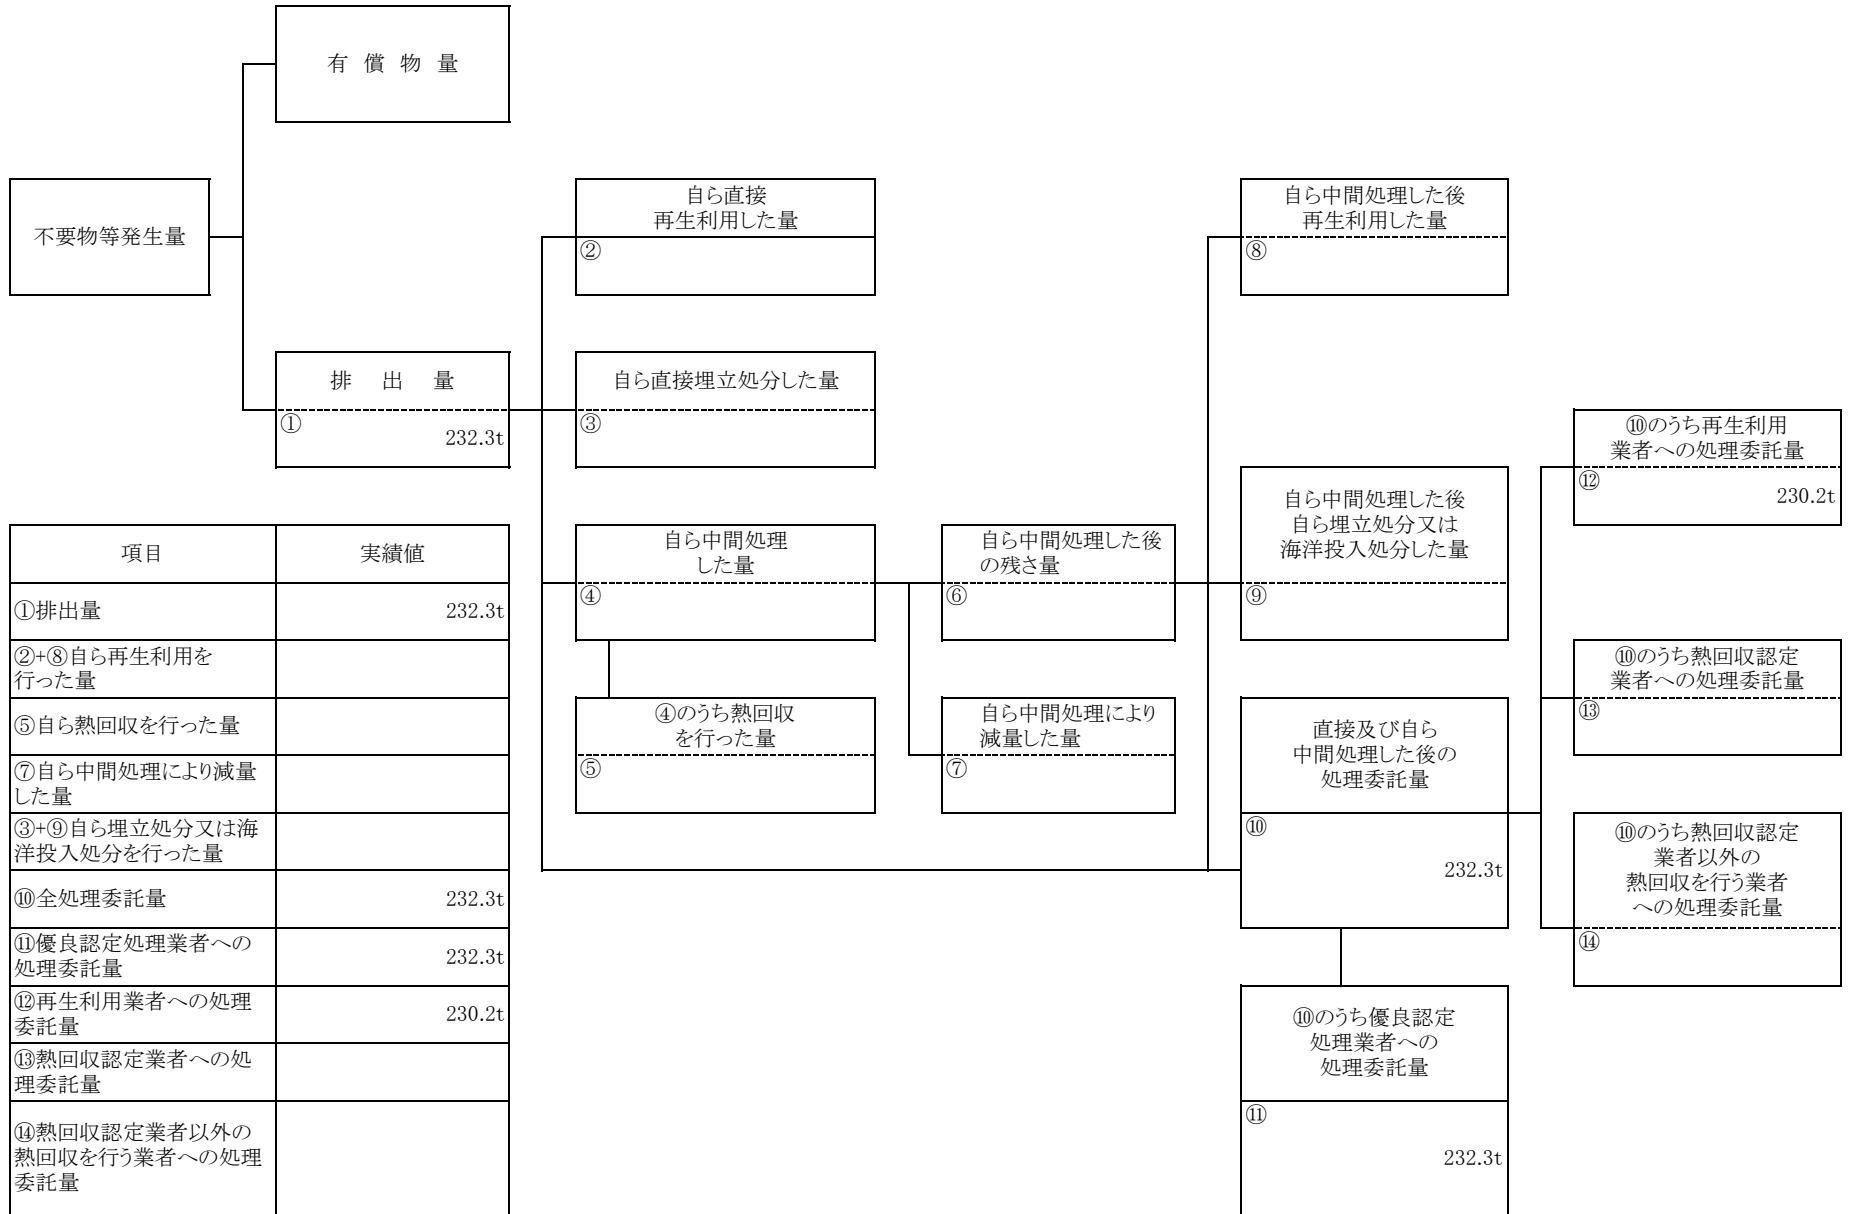 有 償 物 量
不要物等発生量
自ら直接
再生利用した量
②
自ら中間処理した後
再生利用した量
⑧
排 出 量
①
232.3t
自ら直接埋立処分した量
③
⑩のうち再生利用
業者への処理委託量
⑫
230.2t
自ら中間処理した後
自ら埋立処分又は
海洋投入処分した量
⑨
自ら中間処理
した量
④
自ら中間処理した後
の残さ量
⑥
④のうち熱回収
を行った量
⑤
自ら中間処理により
減量した量
⑦
直接及び自ら
中間処理した後の
処理委託量
⑩
232.3t
⑩のうち熱回収認定
業者への処理委託量
⑬
⑩のうち熱回収認定
業者以外の
熱回収を行う業者
への処理委託量
⑭
⑩のうち優良認定
処理業者への
処理委託量
⑪
232.3t
項目 実績値
①排出量 232.3t
②+⑧自ら再生利用を
行った量
⑤自ら熱回収を行った量
⑦自ら中間処理により減量
した量
③+⑨自ら埋立処分又は海
洋投入処分を行った量
⑩全処理委託量 232.3t
⑪優良認定処理業者への
処理委託量 232.3t
⑫再生利用業者への処理
委託量 230.2t
⑬熱回収認定業者への処
理委託量
⑭熱回収認定業者以外の
熱回収を行う業者への処理
委託量